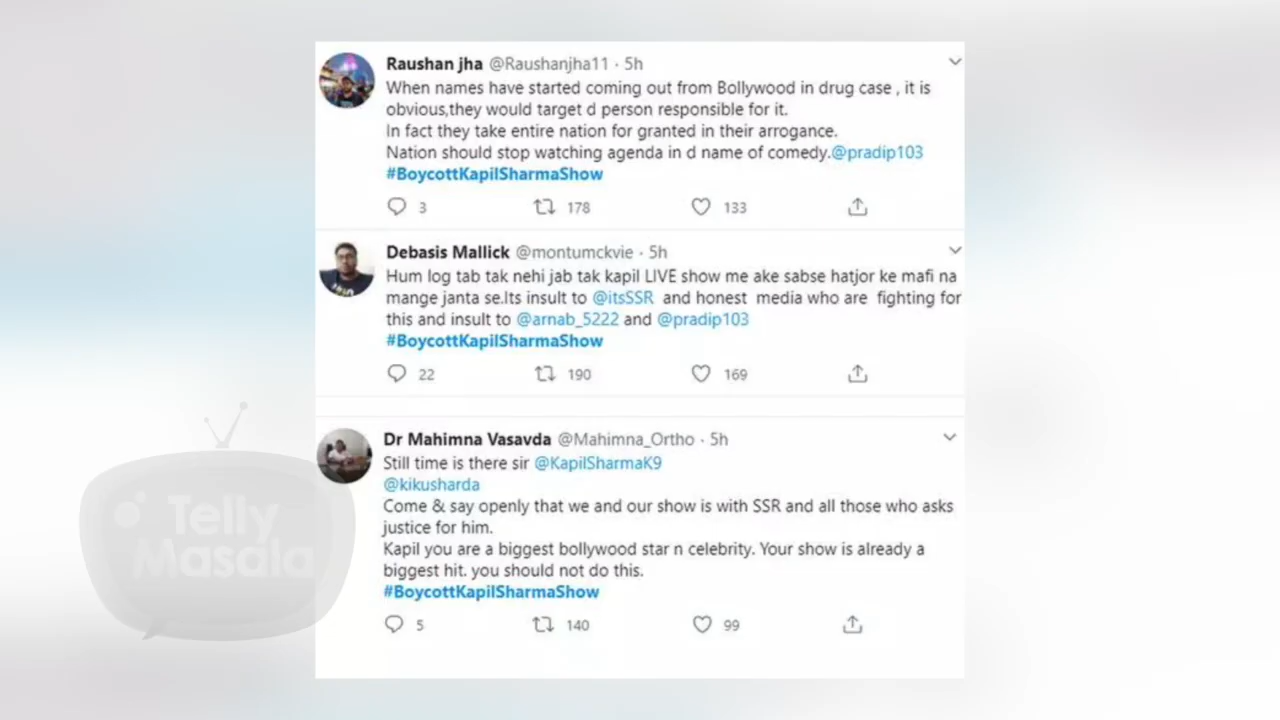 Raushan jha @Raushanjha11 · 5h
When names have started coming out from Bollywood in drug case , it is
obvious,they would target d person responsible for it.
In fact they take entire nation for granted in their arrogance.
Nation should stop watching agenda in d name of comedy.@pradip103
#BoycottKapilSharmaShow
3 178 133
Debasis Mallick @montumckvie · 5h
Hum log tab tak nehi jab tak kapil LIVE show me ake sabse hatjor ke mafi na
mange janta se.Its insult to @itsSSR and honest media who are fighting for
this and insult to @arnab_5222 and @pradip103
#BoycottKapilSharmaShow
22 190 169
Dr Mahimna Vasavda @Mahimna_Ortho · 5h
Still time is there sir @KapilSharmaK9
@kikusharda
Come & say openly that we and our show is with SSR and all those who asks
justice for him.
Kapil you are a biggest bollywood star n celebrity. Your show is already a
biggest hit. you should not do this.
#BoycottKapilSharmaShow
5 140 99
Telly
Masala